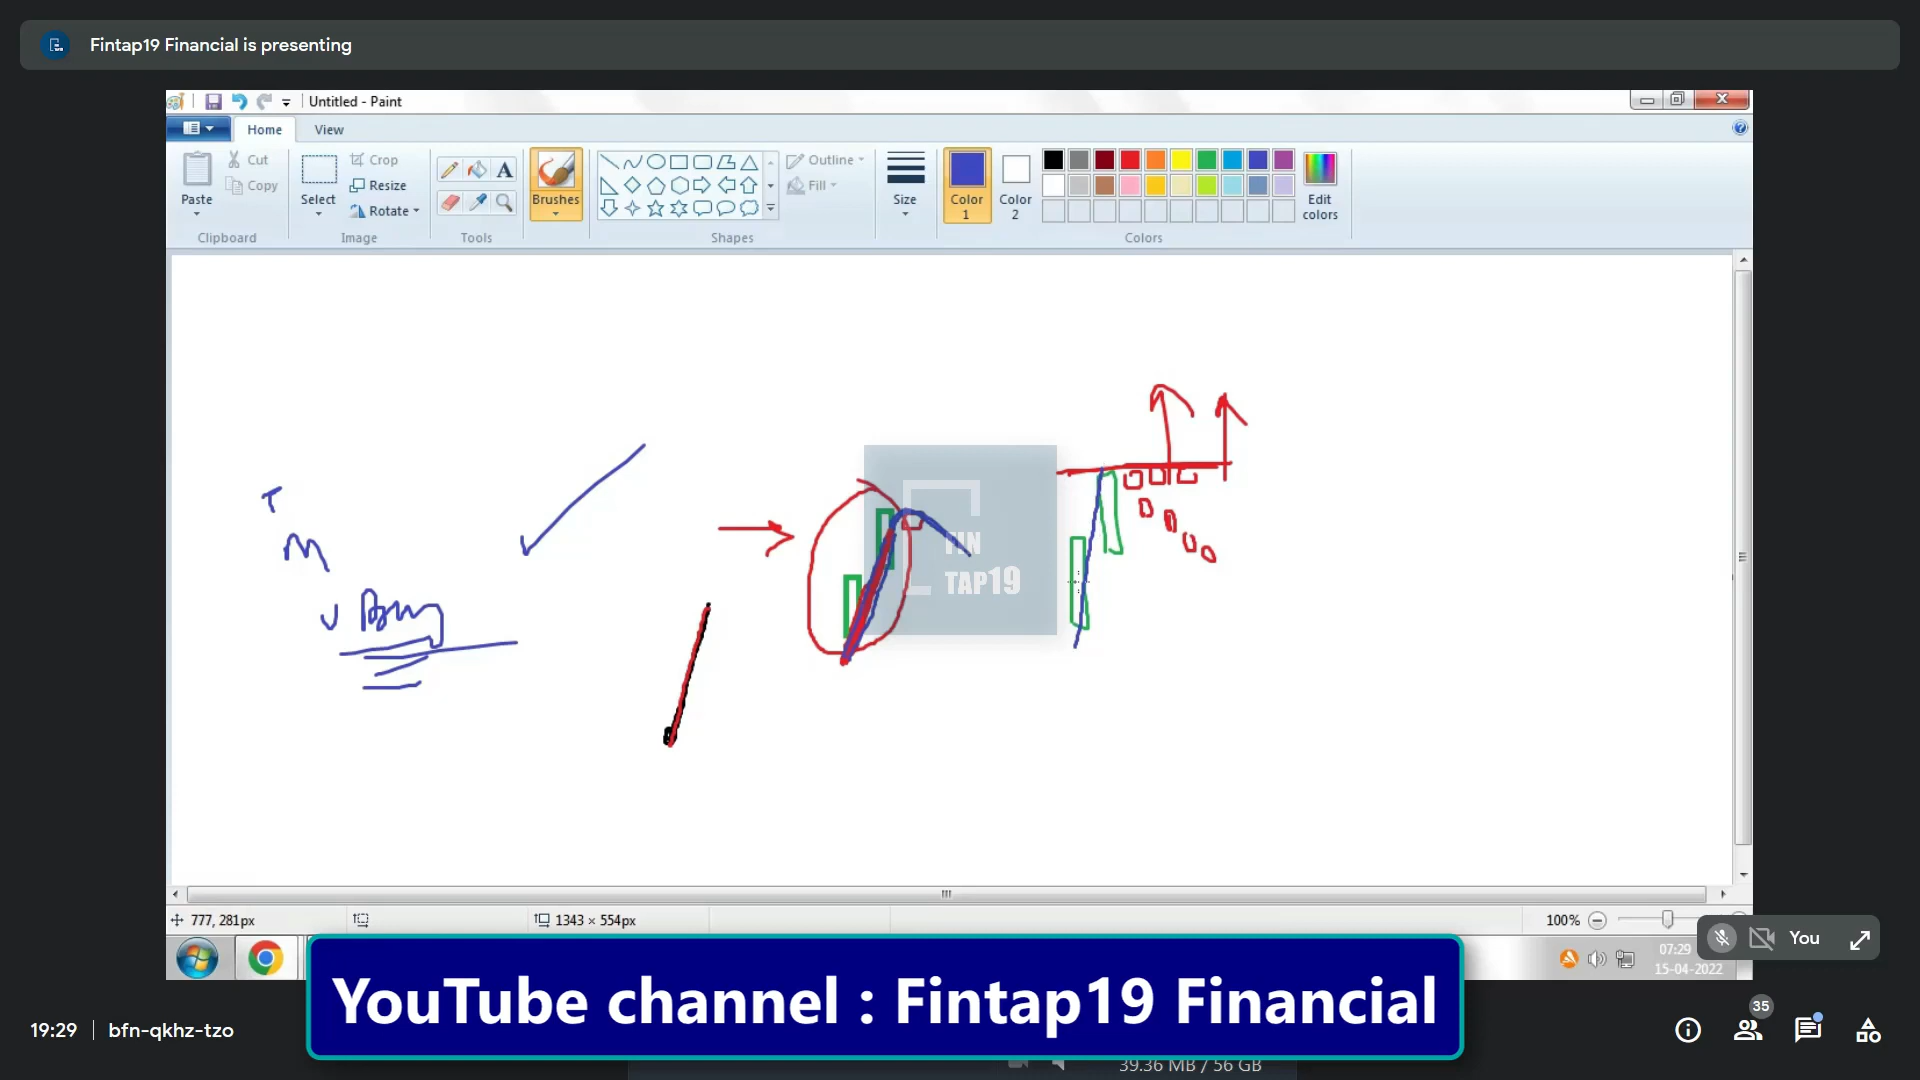 Fintap19 Financial is presenting
Untitled - Paint
Home View
Paste
Cut
Copy
Clipboard
Select
Crop
Resize
Rotate
Image
A
Tools
Brushes
Shapes
Outline
Fill
Size
Color 1
Color 2
Colors
Edit colors
T
M
FIN
TAP19
777, 281px
1343 × 554px
100%
You
07:29
15-04-2022
YouTube channel : Fintap19 Financial
19:29 | bfn-qkhz-tzo
35
39.36 MB / 56 GB